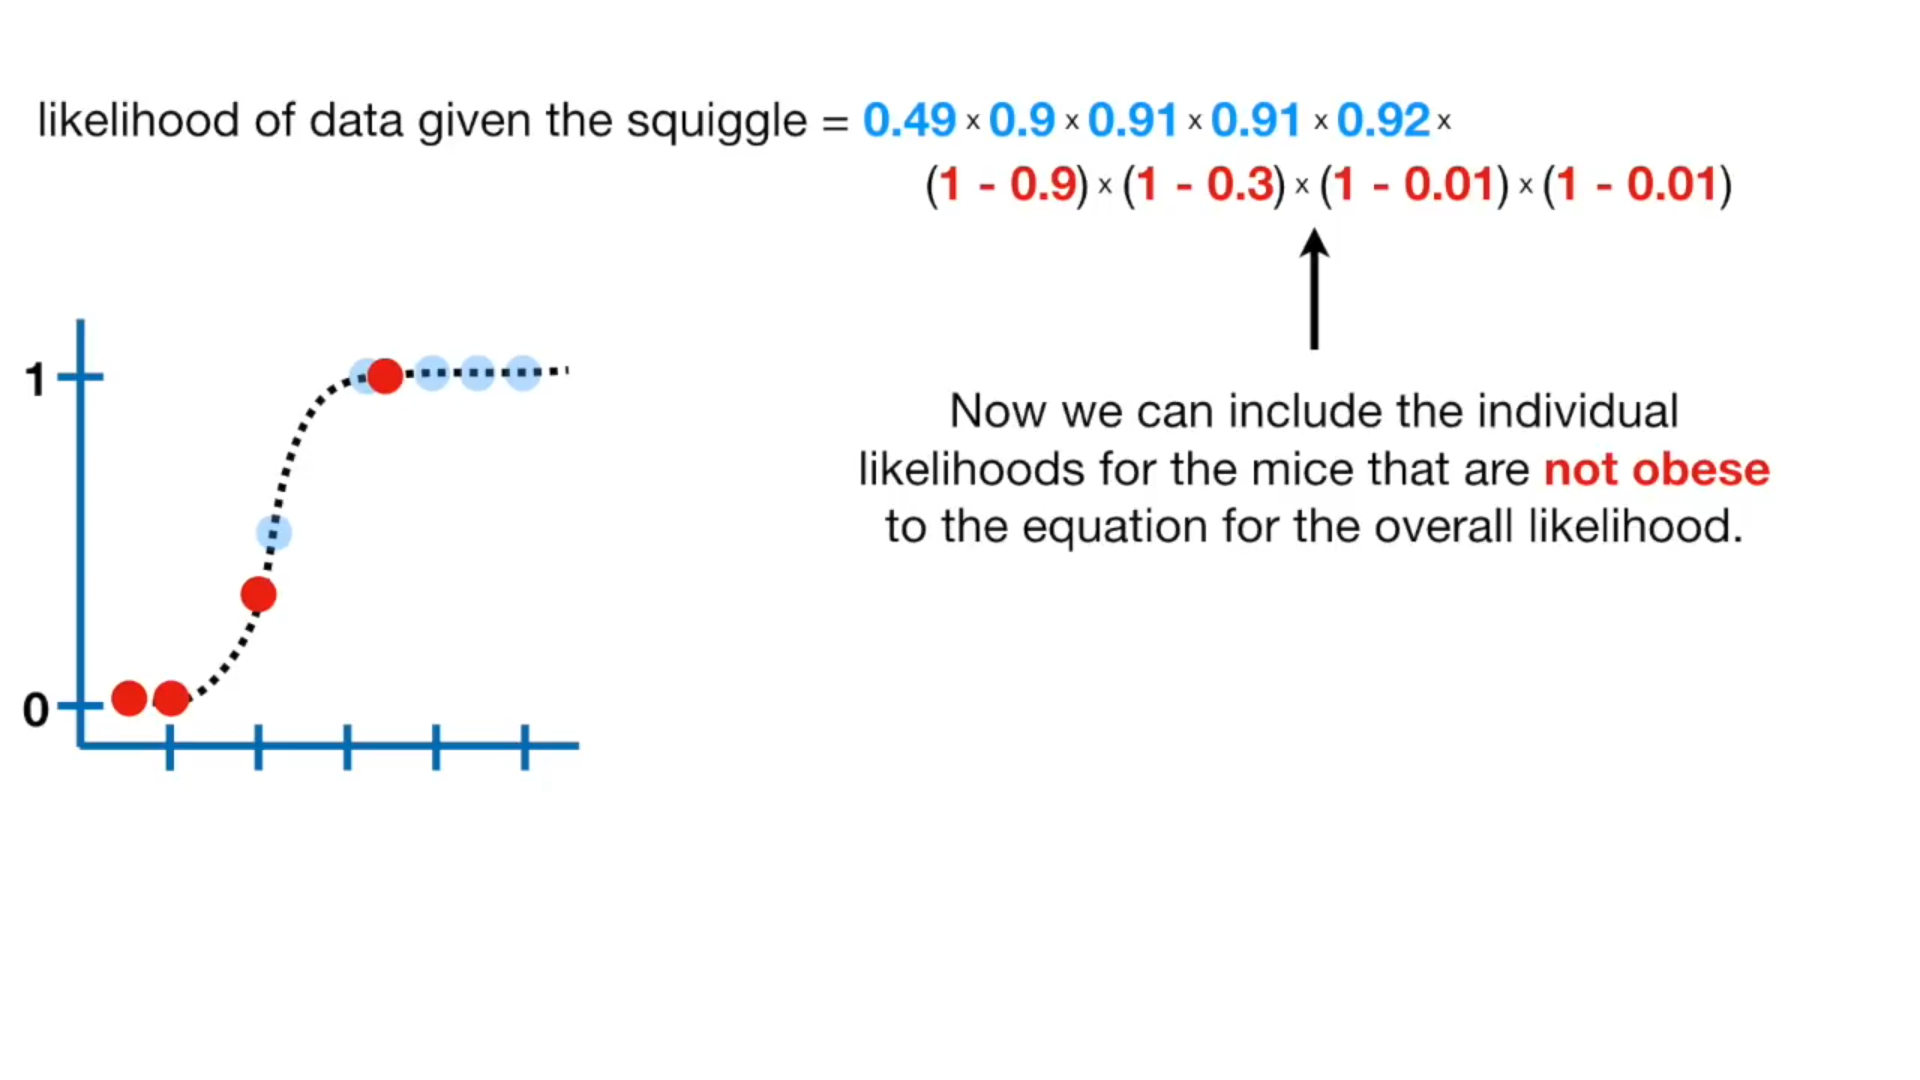 likelihood of data given the squiggle = 0.49 x 0.9 x 0.91 x 0.91 x 0.92 x
(1 - 0.9) x (1 - 0.3) x (1 - 0.01) x (1 - 0.01)
Now we can include the individual
likelihoods for the mice that are not obese
to the equation for the overall likelihood.
1
0